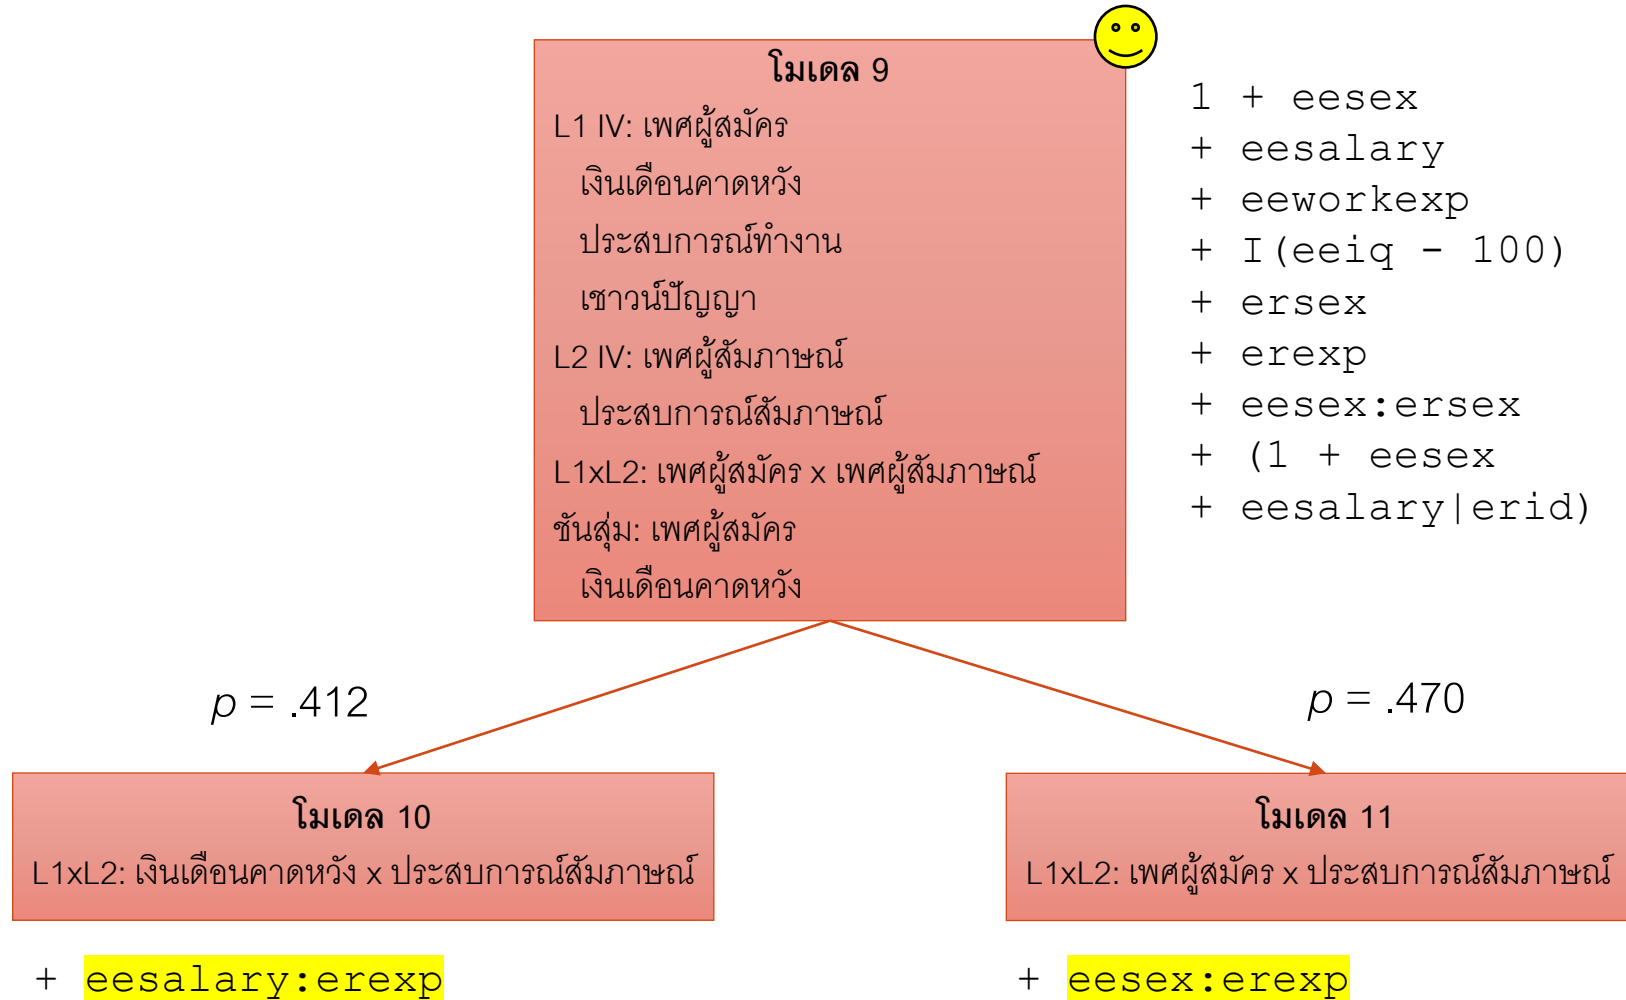 โมเดล 9
L1 IV: เพศผู้สมัคร
เงินเดือนคาดหวัง
ประสบการณ์ทำงาน
เชาวน์ปัญญา
L2 IV: เพศผู้สัมภาษณ์
ประสบการณ์สัมภาษณ์
L1xL2: เพศผู้สมัคร x เพศผู้สัมภาษณ์
ชันสุ่ม: เพศผู้สมัคร
เงินเดือนคาดหวัง
1 + eesex
+ eesalary
+ eeworkexp
+ I(eeiq - 100)
+ ersex
+ erexp
+ eesex:ersex
+ (1 + eesex
+ eesalary|erid)
p = .412
p = .470
โมเดล 10
L1xL2: เงินเดือนคาดหวัง x ประสบการณ์สัมภาษณ์
+ eesalary:erexp
โมเดล 11
L1xL2: เพศผู้สมัคร x ประสบการณ์สัมภาษณ์
+ eesex:erexp